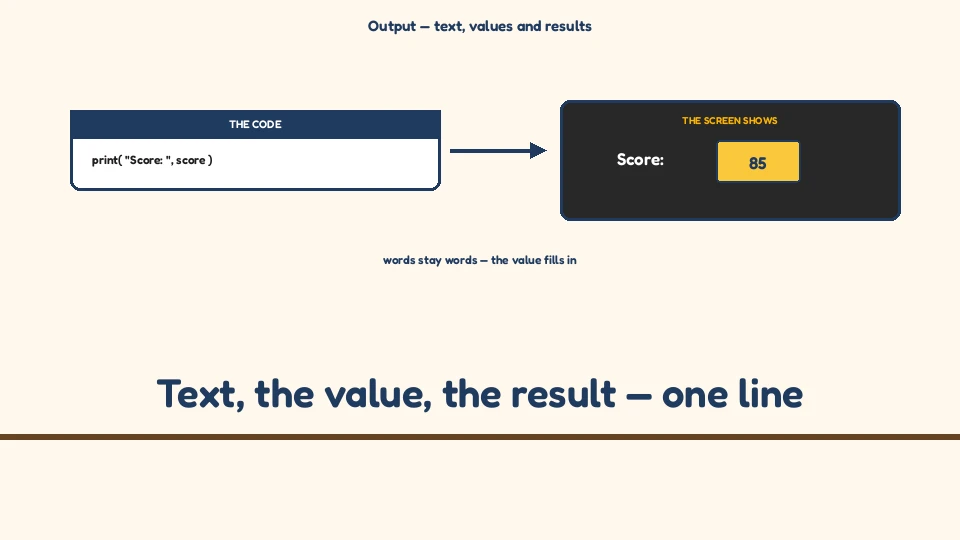 Output — text, values and results
THE CODE
print( "Score: ", score )
THE SCREEN SHOWS
Score: 85
words stay words — the value fills in
Text, the value, the result — one line